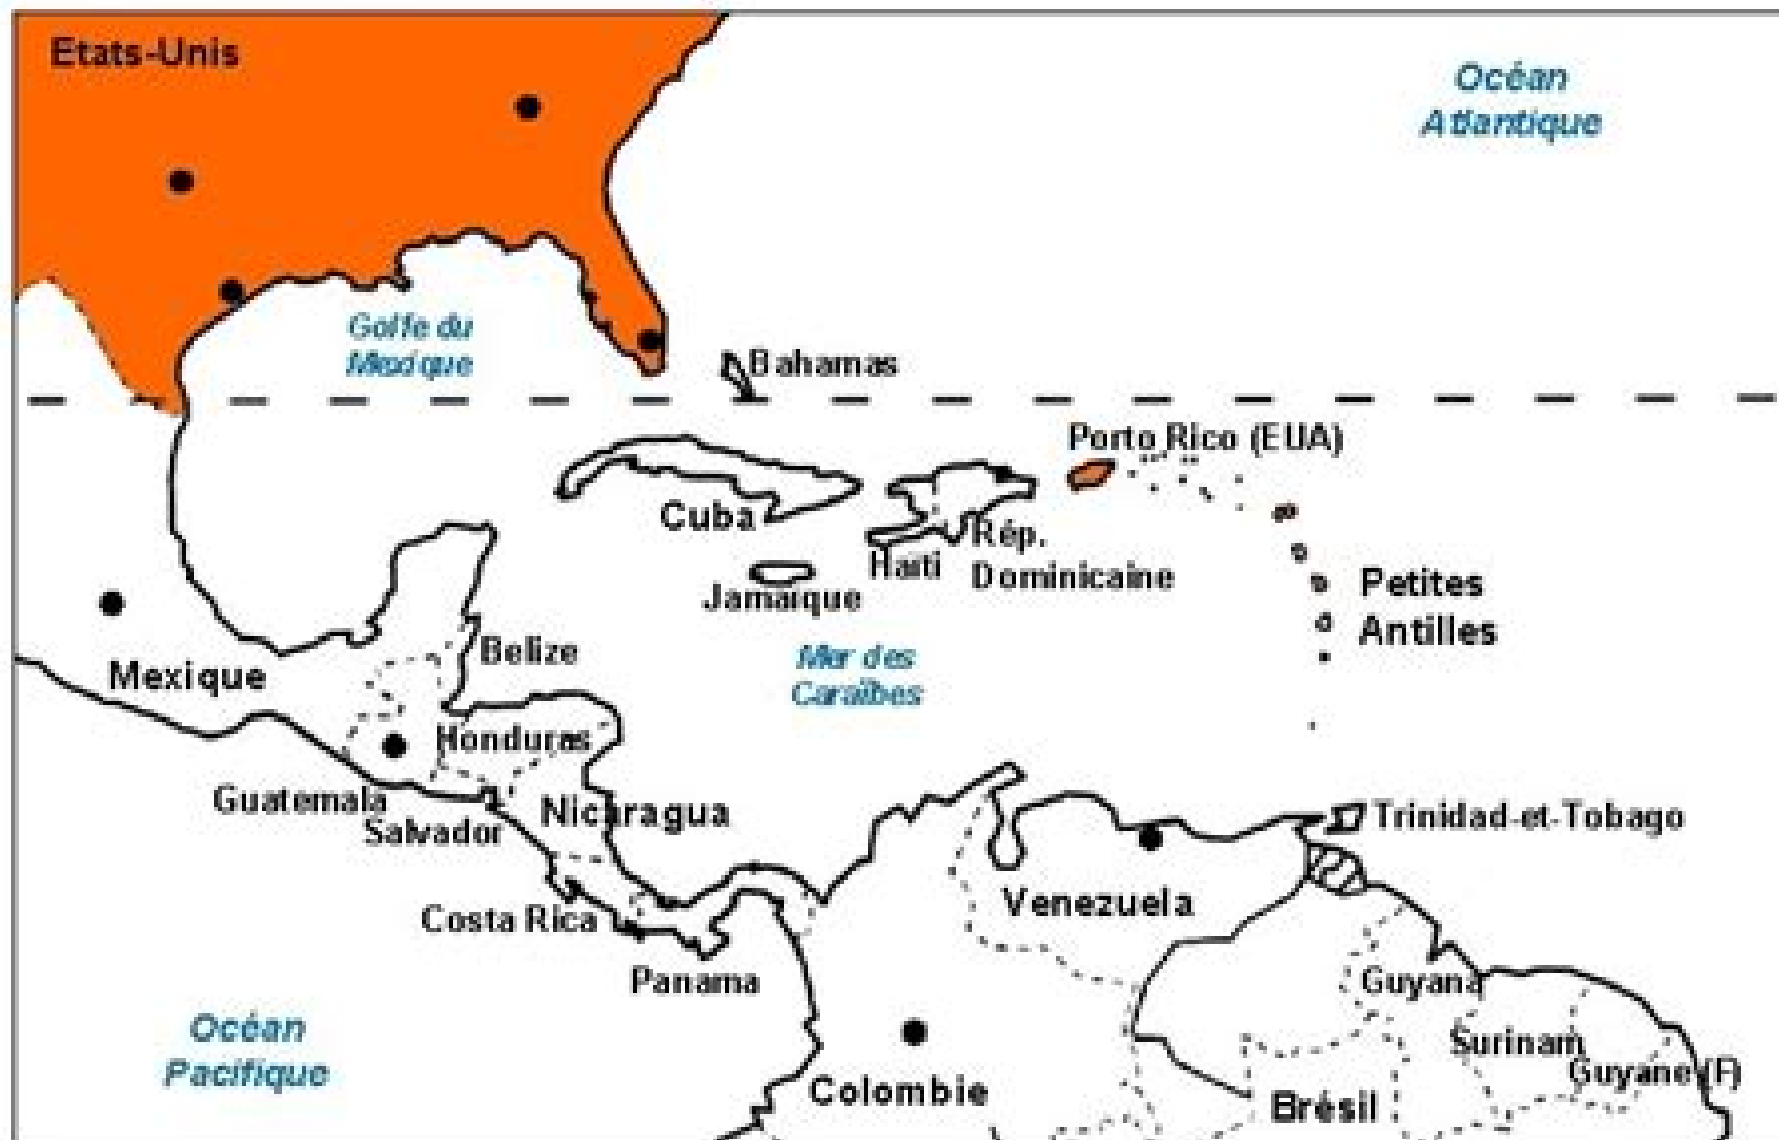 Etats-Unis
Océan
Atlantique
Golfe du
Mexique
Bahamas
Porto Rico (EUA)
Cuba
Haïti
Rép.
Dominicaine
Jamaïque
Petites
Antilles
Belize
Mer des
Caraïbes
Mexique
Honduras
Guatemala
Salvador
Nicaragua
Trinidad-et-Tobago
Costa Rica
Venezuela
Panama
Guyana
Océan
Pacifique
Surinam
Guyane (F)
Colombie
Brésil